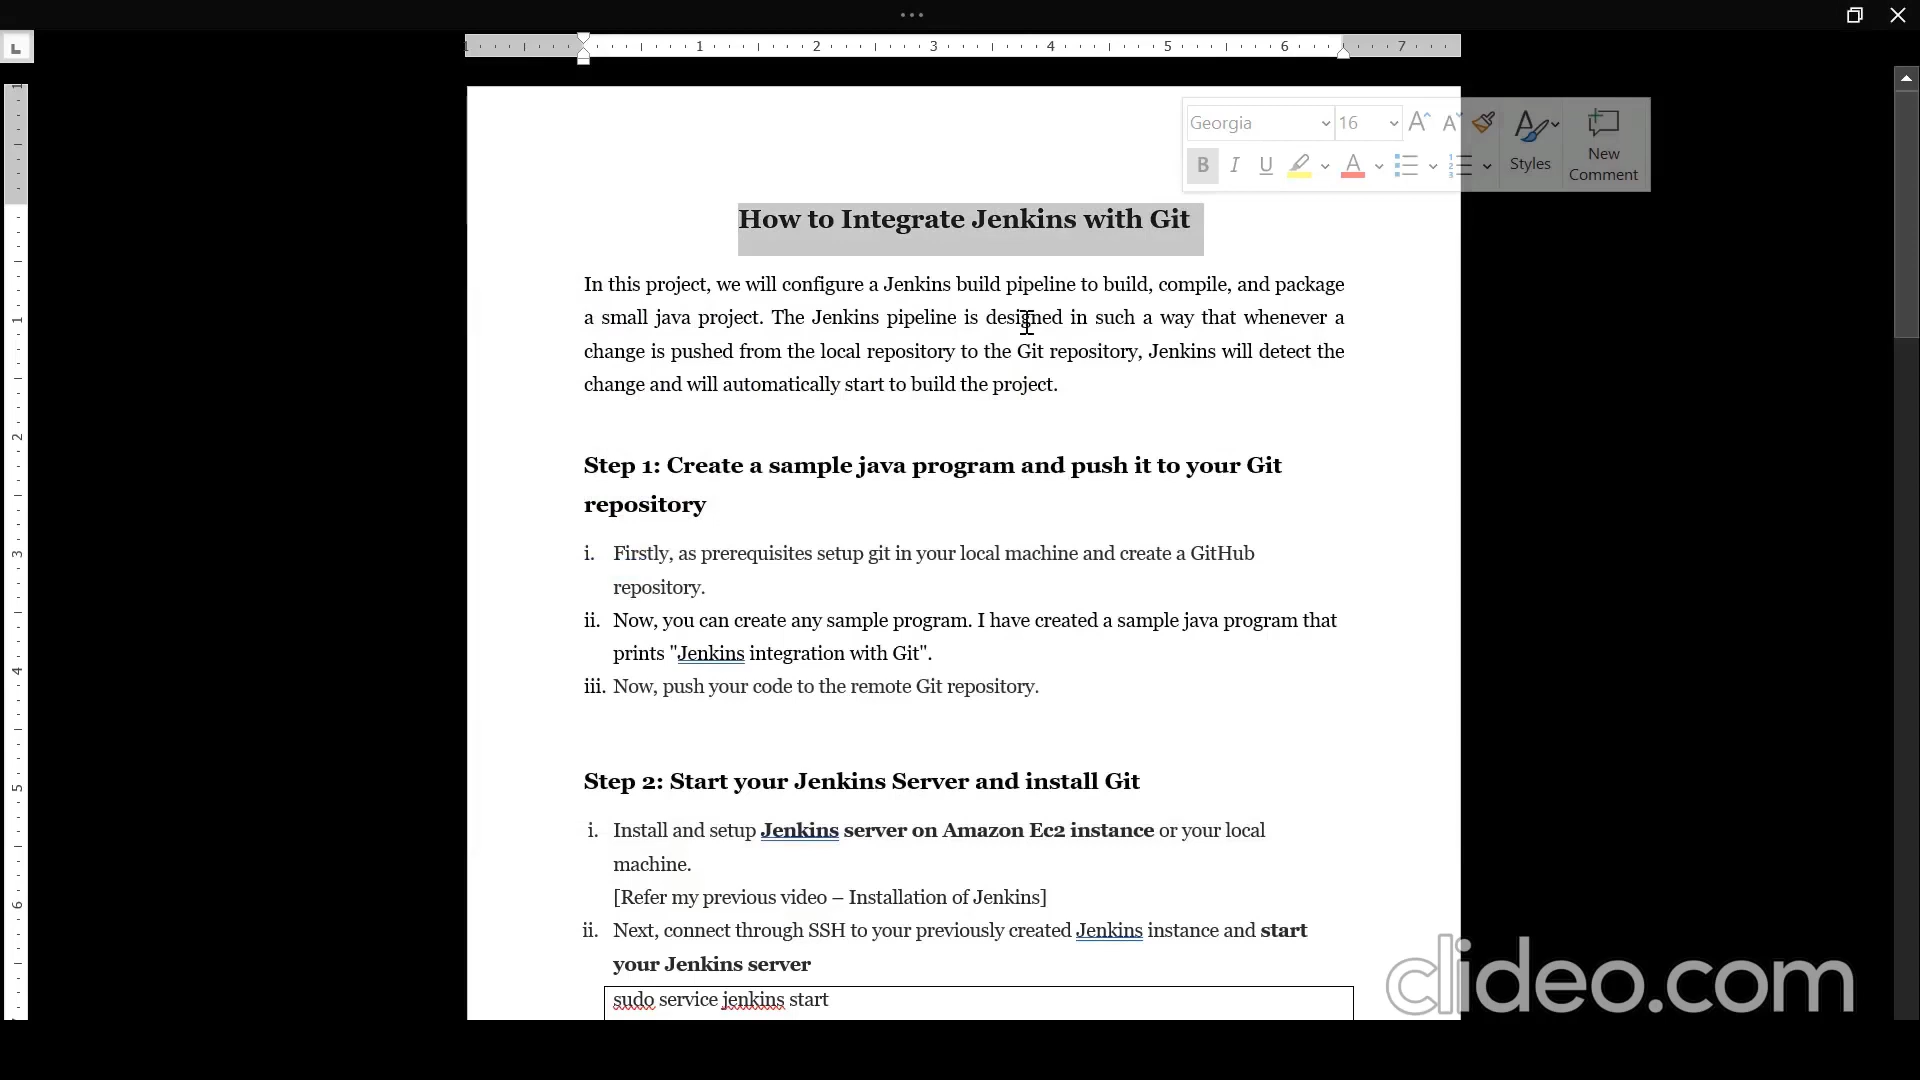 1 2 3 4 5 6 7
Georgia 16
B I U A Styles New
Comment
How to Integrate Jenkins with Git
In this project, we will configure a Jenkins build pipeline to build, compile, and package
a small java project. The Jenkins pipeline is designed in such a way that whenever a
change is pushed from the local repository to the Git repository, Jenkins will detect the
change and will automatically start to build the project.
Step 1: Create a sample java program and push it to your Git
repository
i. Firstly, as prerequisites setup git in your local machine and create a GitHub
repository.
ii. Now, you can create any sample program. I have created a sample java program that
prints "Jenkins integration with Git".
iii. Now, push your code to the remote Git repository.
Step 2: Start your Jenkins Server and install Git
i. Install and setup Jenkins server on Amazon Ec2 instance or your local
machine.
[Refer my previous video – Installation of Jenkins]
ii. Next, connect through SSH to your previously created Jenkins instance and start
your Jenkins server
sudo service jenkins start
clideo.com